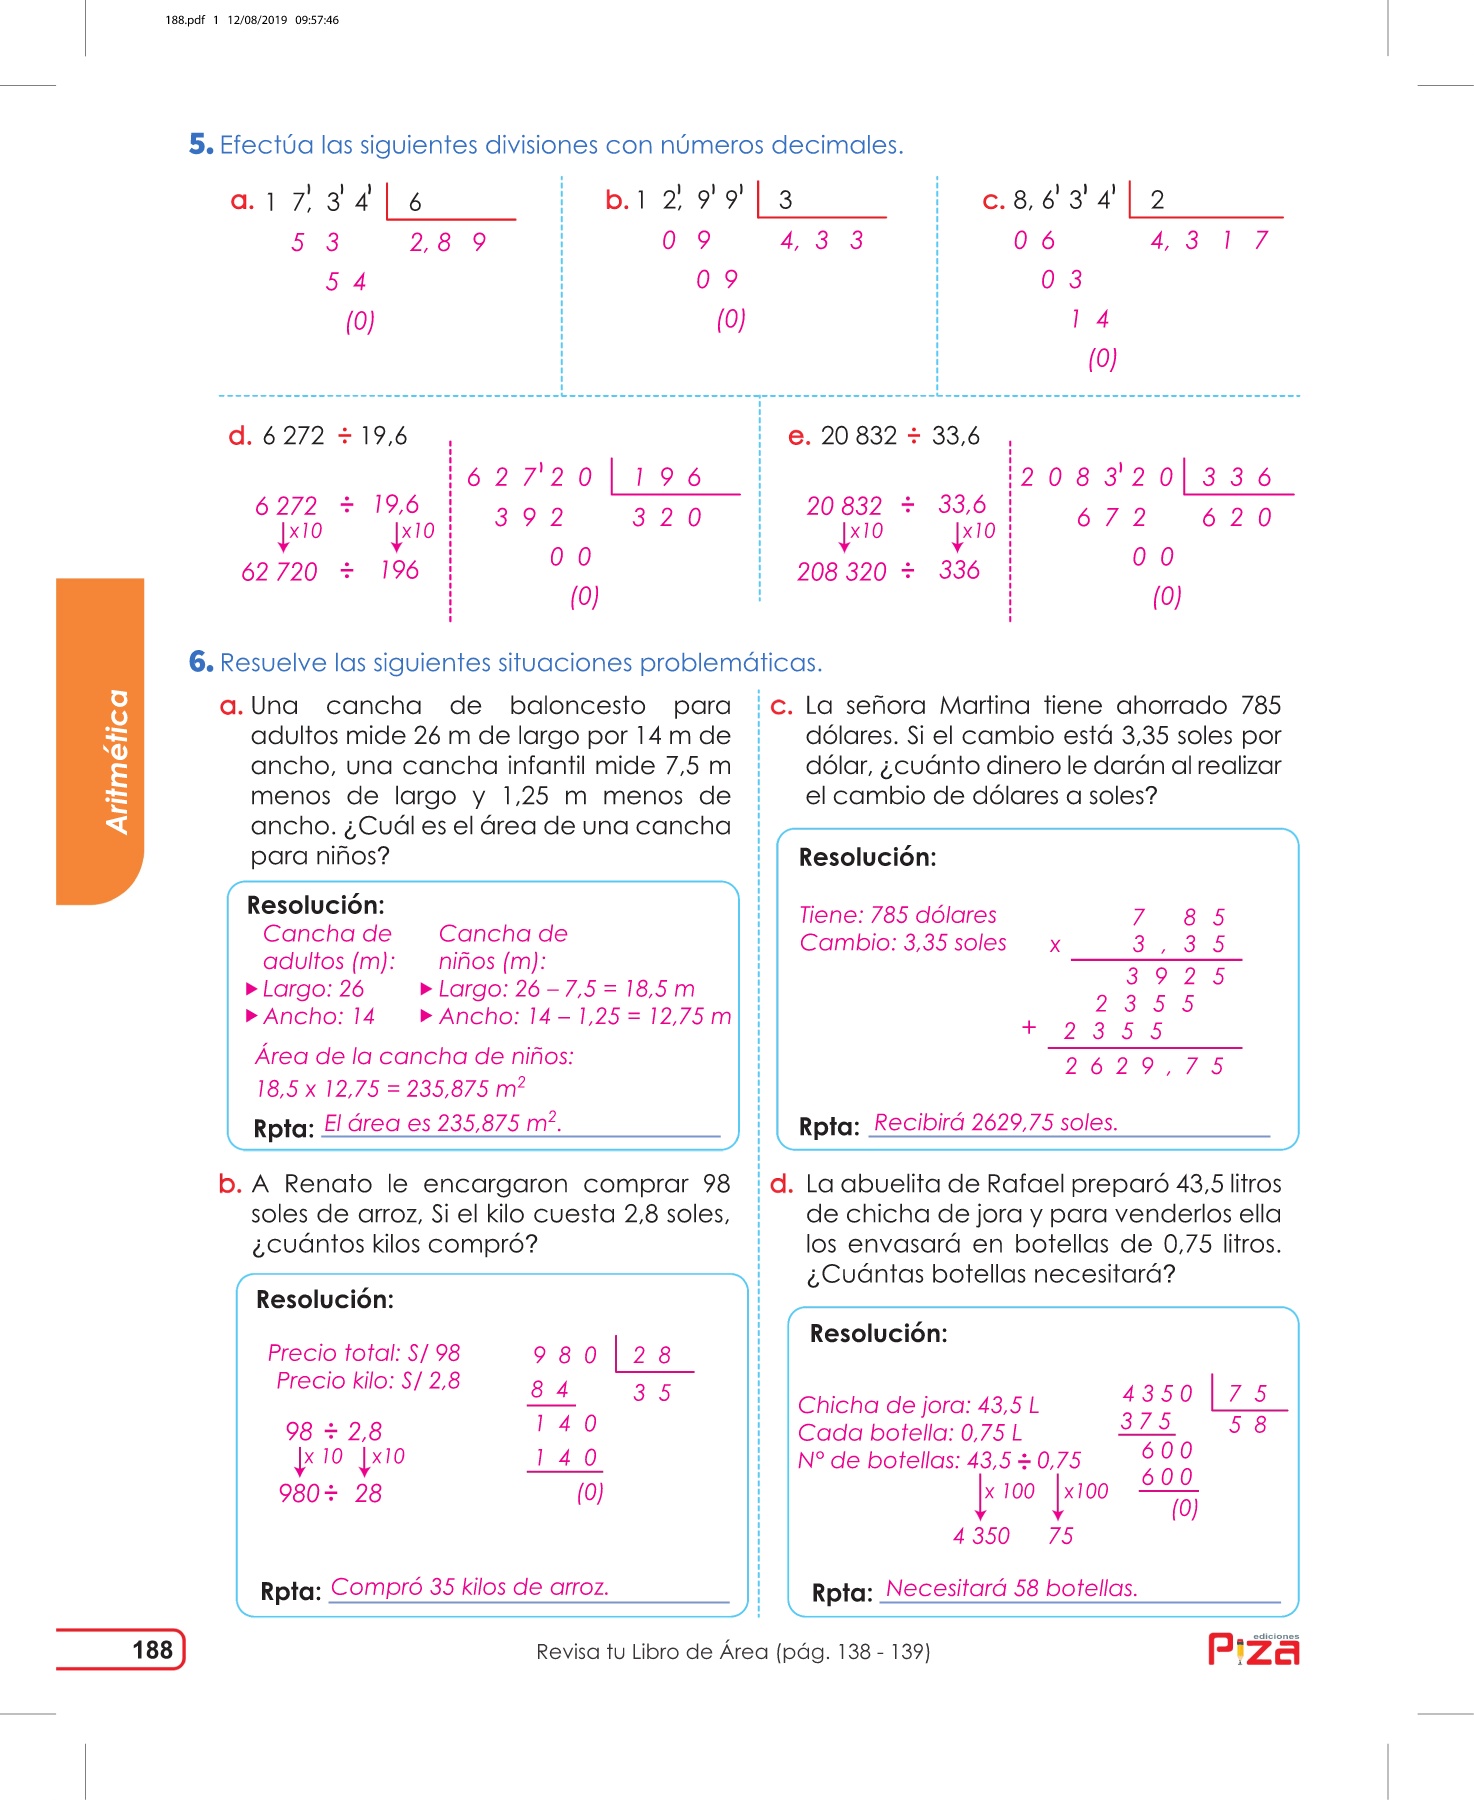 188.pdf 1 12/08/2019 09:57:46
5. Efectúa las siguientes divisiones con números decimales.
a. 1 7,' 3' 4' 6
5 3 2, 8 9
5 4
(0)
b. 1 2,' 9' 9' 3
0 9 4, 3 3
0 9
(0)
c. 8, 6' 3' 4' 2
0 6 4, 3 1 7
0 3
1 4
(0)
d. 6 272 ÷ 19,6
6 272 ÷ 19,6
x10 x10
62 720 ÷ 196
6 2 7' 2 0 1 9 6
3 9 2 3 2 0
0 0
(0)
e. 20 832 ÷ 33,6
20 832 ÷ 33,6
x10 x10
208 320 ÷ 336
2 0 8 3' 2 0 3 3 6
6 7 2 6 2 0
0 0
(0)
Aritmética
6. Resuelve las siguientes situaciones problemáticas.
a. Una cancha de baloncesto para
adultos mide 26 m de largo por 14 m de
ancho, una cancha infantil mide 7,5 m
menos de largo y 1,25 m menos de
ancho. ¿Cuál es el área de una cancha
para niños?
Resolución:
Cancha de Cancha de
adultos (m): niños (m):
▶ Largo: 26 ▶ Largo: 26 – 7,5 = 18,5 m
▶ Ancho: 14 ▶ Ancho: 14 – 1,25 = 12,75 m
Área de la cancha de niños:
18,5 x 12,75 = 235,875 m²
Rpta: El área es 235,875 m².
b. A Renato le encargaron comprar 98
soles de arroz, Si el kilo cuesta 2,8 soles,
¿cuántos kilos compró?
Resolución:
Precio total: S/ 98
Precio kilo: S/ 2,8
98 ÷ 2,8
x 10 x10
980 ÷ 28
9 8 0 2 8
8 4 3 5
1 4 0
1 4 0
(0)
Rpta: Compró 35 kilos de arroz.
c. La señora Martina tiene ahorrado 785
dólares. Si el cambio está 3,35 soles por
dólar, ¿cuánto dinero le darán al realizar
el cambio de dólares a soles?
Resolución:
Tiene: 785 dólares
Cambio: 3,35 soles
7 8 5
x 3 , 3 5
3 9 2 5
2 3 5 5
+ 2 3 5 5
2 6 2 9 , 7 5
Rpta: Recibirá 2629,75 soles.
d. La abuelita de Rafael preparó 43,5 litros
de chicha de jora y para venderlos ella
los envasará en botellas de 0,75 litros.
¿Cuántas botellas necesitará?
Resolución:
Chicha de jora: 43,5 L
Cada botella: 0,75 L
N° de botellas: 43,5 ÷ 0,75
x 100 x100
4 350 75
4 3 5 0 7 5
3 7 5 5 8
6 0 0
6 0 0
(0)
Rpta: Necesitará 58 botellas.
188
Revisa tu Libro de Área (pág. 138 - 139)
ediciones
Piza